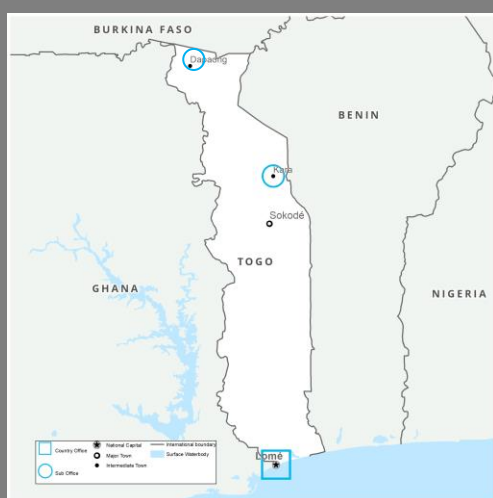 BURKINA FASO
Dapaong
BENIN
Kara
Sokodé
TOGO
GHANA
NIGERIA
Lomé
Country Office
Sub Office
National Capital
Major Town
Intermediate Town
International boundary
Surface Waterbody